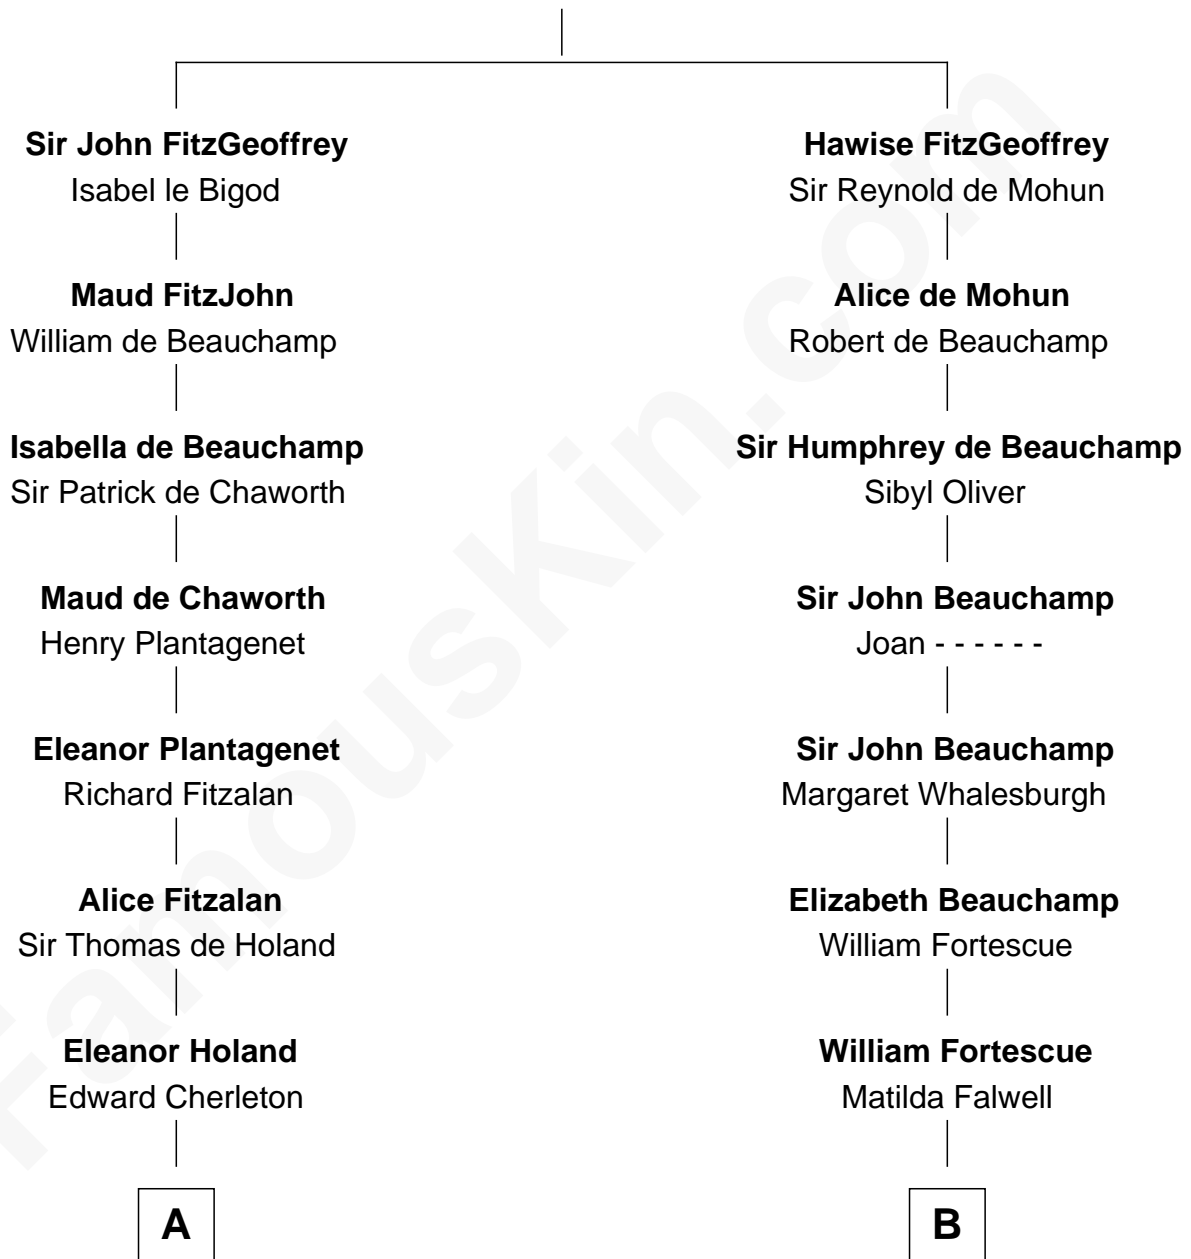 Sir John FitzGeoffrey
Isabel le Bigod
Maud FitzJohn
William de Beauchamp
Isabella de Beauchamp
Sir Patrick de Chaworth
Maud de Chaworth
Henry Plantagenet
Eleanor Plantagenet
Richard Fitzalan
Alice Fitzalan
Sir Thomas de Holand
Eleanor Holand
Edward Cherleton
A
Hawise FitzGeoffrey
Sir Reynold de Mohun
Alice de Mohun
Robert de Beauchamp
Sir Humphrey de Beauchamp
Sibyl Oliver
Sir John Beauchamp
Joan - - - - - -
Sir John Beauchamp
Margaret Whalesburgh
Elizabeth Beauchamp
William Fortescue
William Fortescue
Matilda Falwell
B
FamousKin.com